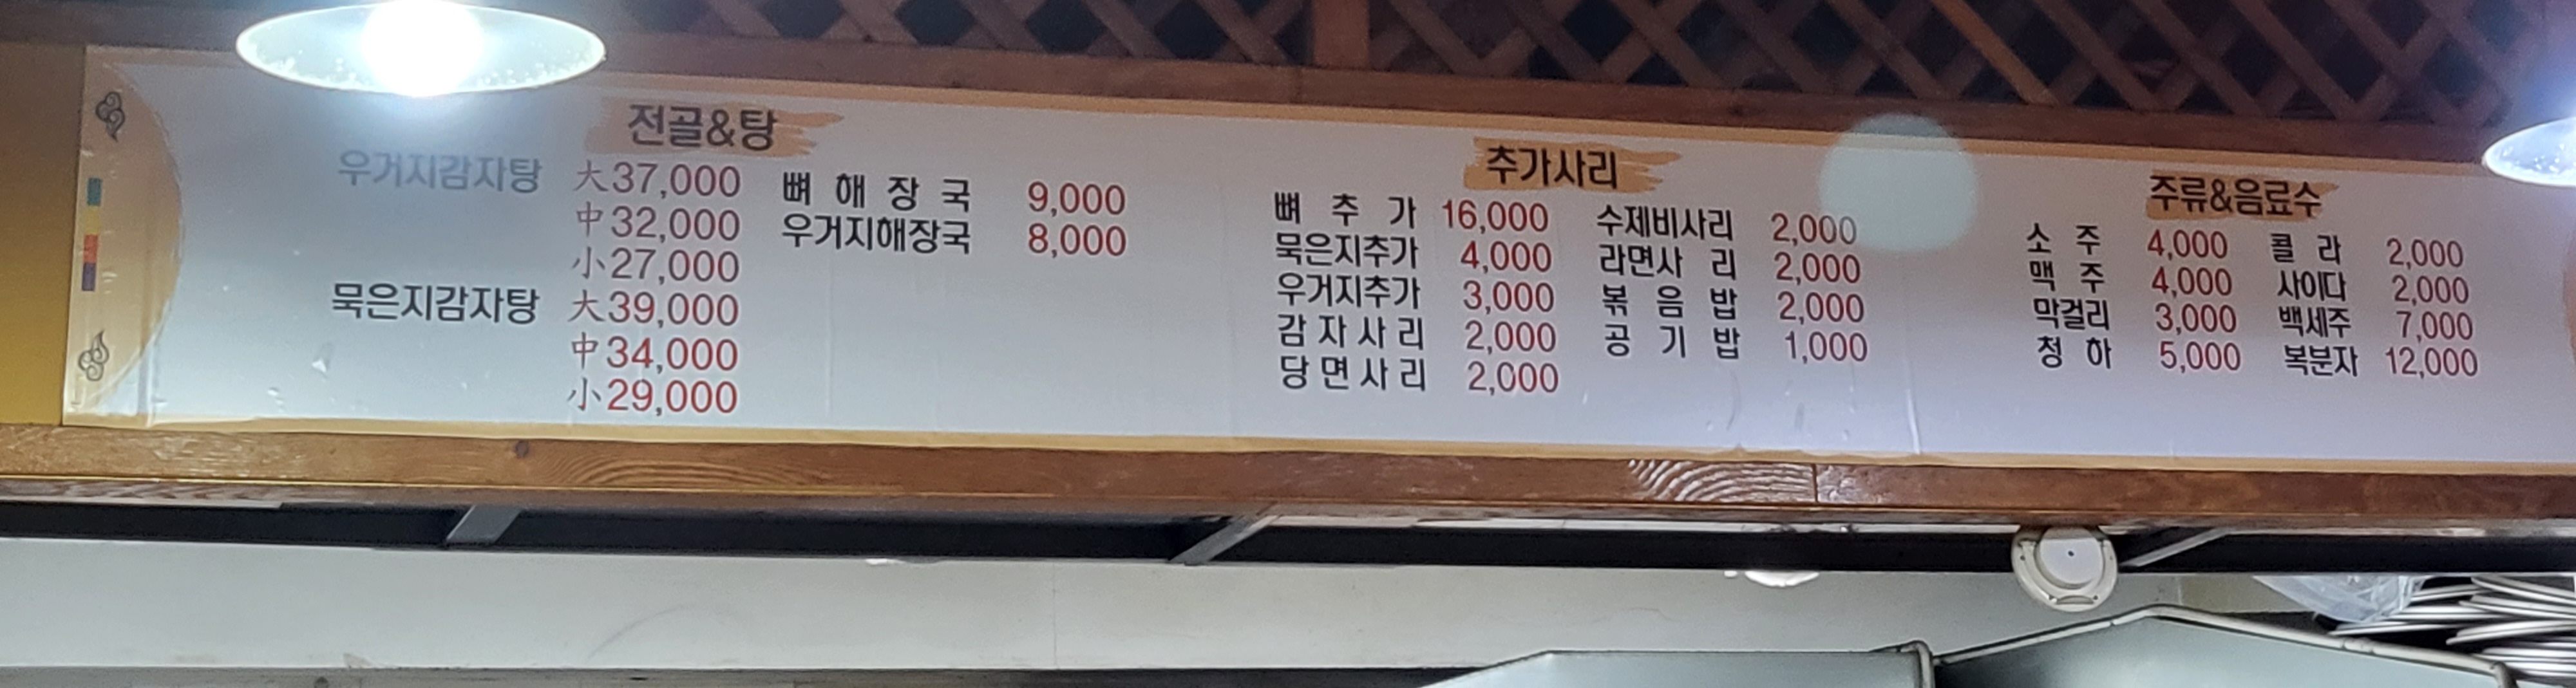 전골&탕
우거지감자탕 大37,000
中32,000
小27,000
묵은지감자탕 大39,000
中34,000
小29,000
뼈해장국 9,000
우거지해장국 8,000
추가사리
뼈추가 16,000
묵은지추가 4,000
우거지추가 3,000
감자사리 2,000
당면사리 2,000
수제비사리 2,000
라면사리 2,000
볶음밥 2,000
공기밥 1,000
주류&음료수
소주 4,000
맥주 4,000
막걸리 3,000
청하 5,000
콜라 2,000
사이다 2,000
백세주 7,000
복분자 12,000